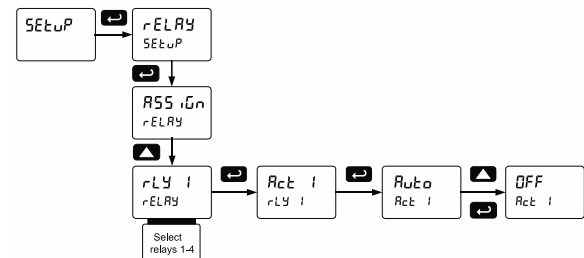 SEtuP
rELAY
SEtuP
ASSiGn
rELAY
rLY 1
rELAY
Act 1
rLY 1
Auto
Act 1
OFF
Act 1
Select
relays 1-4